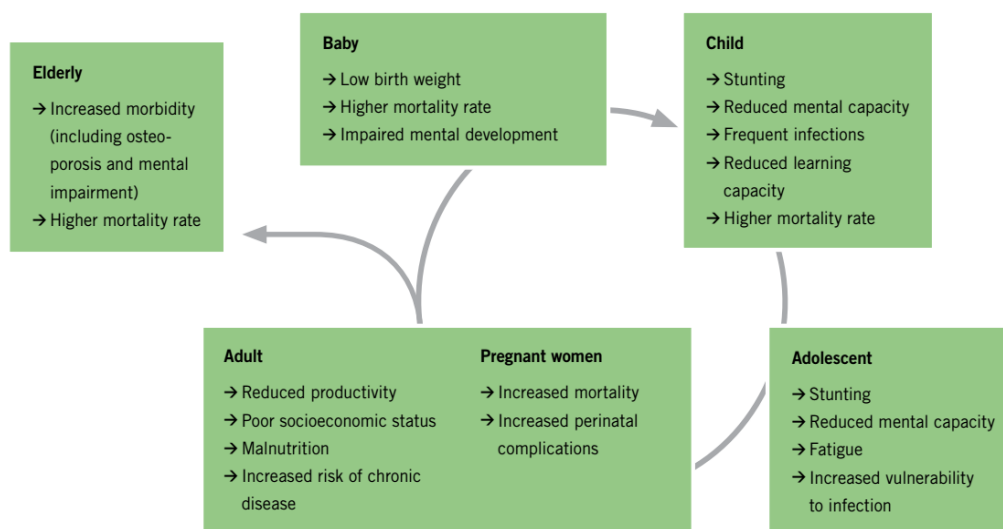 Elderly
→ Increased morbidity
(including osteo-
porosis and mental
impairment)
→ Higher mortality rate
Baby
→ Low birth weight
→ Higher mortality rate
→ Impaired mental development
Child
→ Stunting
→ Reduced mental capacity
→ Frequent infections
→ Reduced learning
capacity
→ Higher mortality rate
Adult
→ Reduced productivity
→ Poor socioeconomic status
→ Malnutrition
→ Increased risk of chronic
disease
Pregnant women
→ Increased mortality
→ Increased perinatal
complications
Adolescent
→ Stunting
→ Reduced mental capacity
→ Fatigue
→ Increased vulnerability
to infection